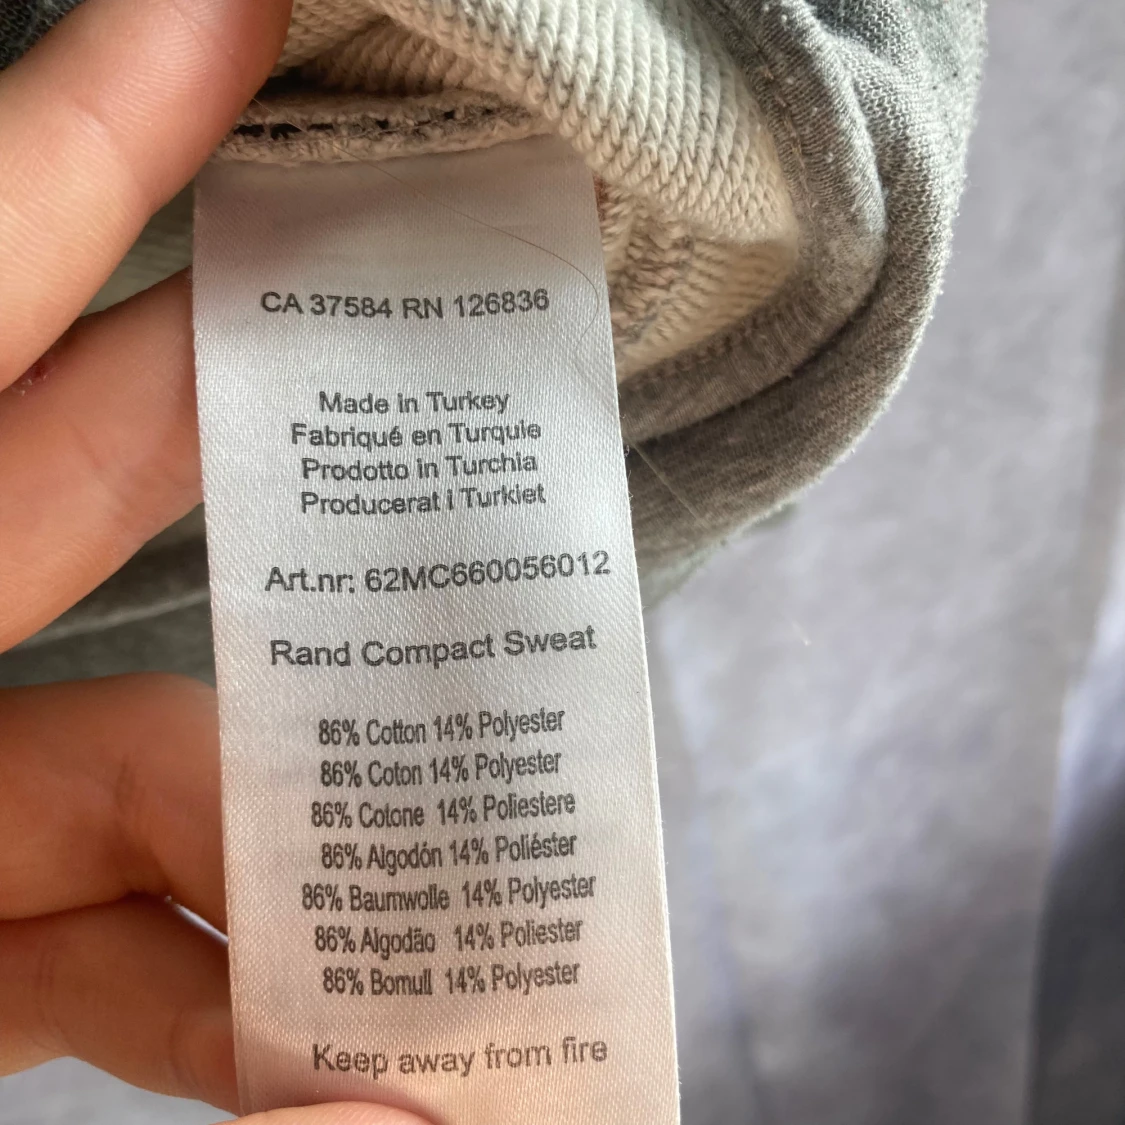 CA 37584 RN 126836
Made in Turkey
Fabriqué en Turquie
Prodotto in Turchia
Producerat i Turkiet
Art.nr: 62MC660056012
Rand Compact Sweat
86% Cotton 14% Polyester
86% Coton 14% Polyester
86% Cotone 14% Poliestere
86% Algodón 14% Poliéster
86% Baumwolle 14% Polyester
86% Algodão 14% Poliester
86% Bomull 14% Polyester
Keep away from fire